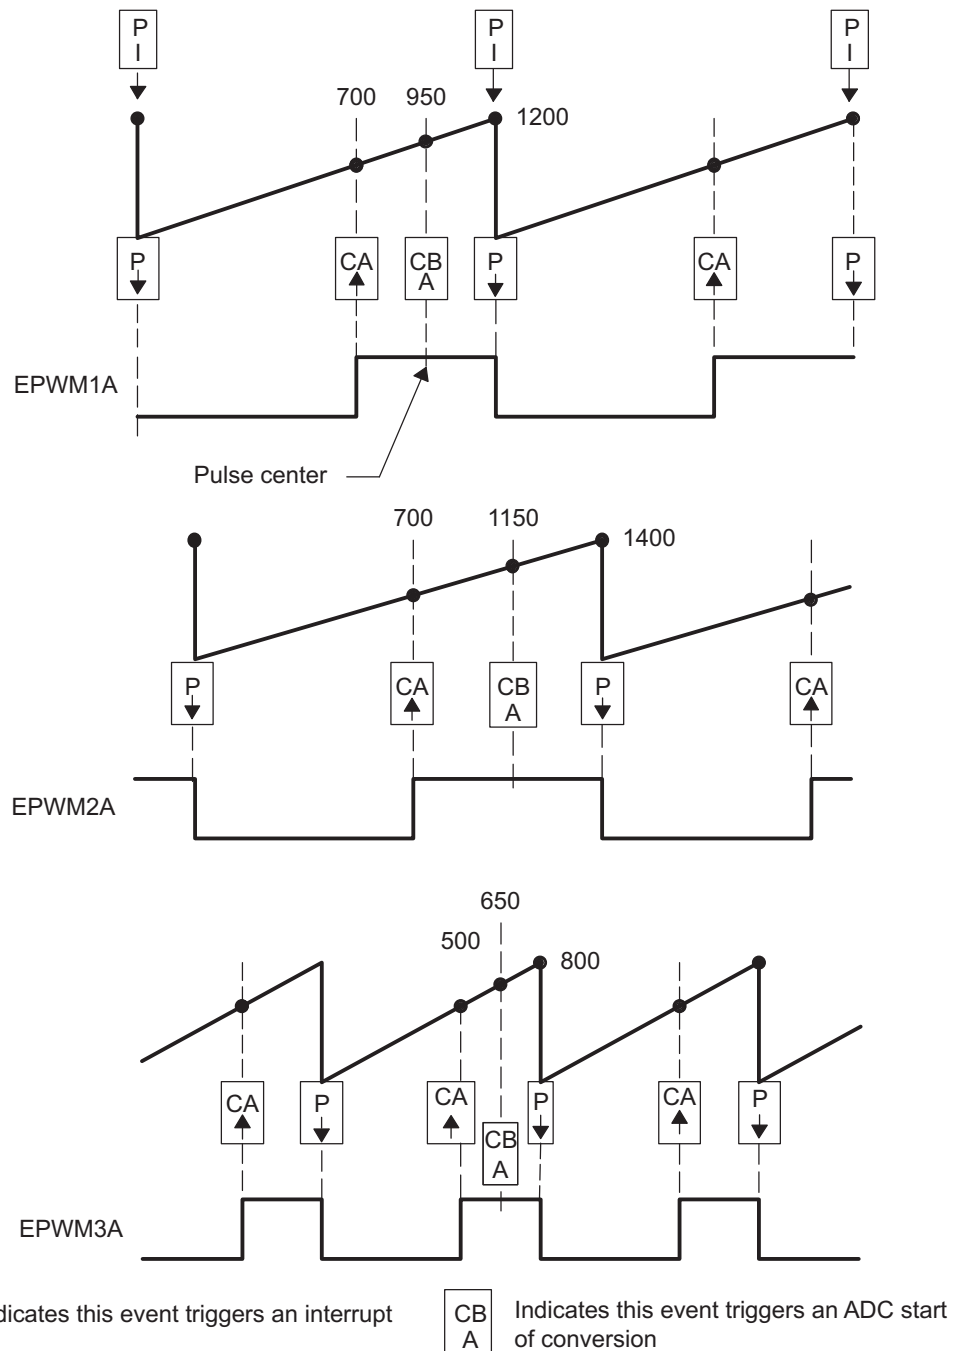 P
I
P
I
P
I
700
950
1200
P
CA
CB
A
P
CA
P
EPWM1A
Pulse center
700
1150
1400
P
CA
CB
A
P
CA
EPWM2A
650
500
800
CA
P
CA
CB
A
P
CA
P
EPWM3A
dicates this event triggers an interrupt
CB
A
Indicates this event triggers an ADC start
of conversion